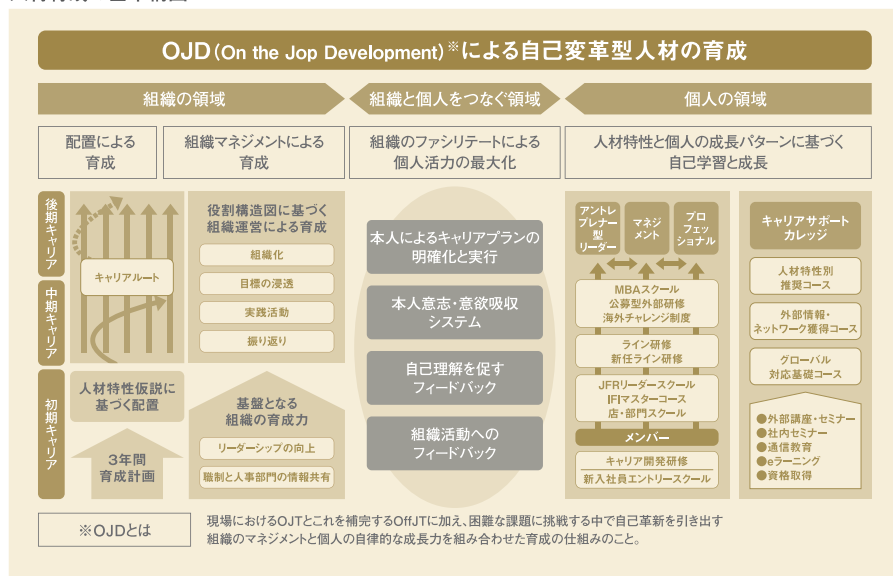 OJD(On the Jop Development)※による自己変革型人材の育成
組織の領域
組織と個人をつなぐ領域
個人の領域
配置による
育成
組織マネジメントによる
育成
組織のファシリテートによる
個人活力の最大化
人材特性と個人の成長パターンに基づく
自己学習と成長
後期キャリア
中期キャリア
初期キャリア
キャリアルート
人材特性仮説に
基づく配置
3年間
育成計画
役割構造図に基づく
組織運営による育成
組織化
目標の浸透
実践活動
振り返り
基盤となる
組織の育成力
リーダーシップの向上
職制と人事部門の情報共有
本人によるキャリアプランの
明確化と実行
本人意志・意欲吸収
システム
自己理解を促す
フィードバック
組織活動への
フィードバック
アントレ
プレナー
型
リーダー
マネジ
メント
プロ
フェッ
ショナル
MBAスクール
公募型外部研修
海外チャレンジ制度
ライン研修
新任ライン研修
JFRリーダースクール
IFIマスターコース
店・部門スクール
メンバー
キャリア開発研修
新入社員エントリースクール
キャリアサポート
カレッジ
人材特性別
推奨コース
外部情報・
ネットワーク獲得コース
グローバル
対応基礎コース
●外部講座・セミナー
●社内セミナー
●通信教育
●eラーニング
●資格取得
※OJDとは
現場におけるOJTとこれを補完するOffJTに加え、困難な課題に挑戦する中で自己革新を引き出す
組織のマネジメントと個人の自律的な成長力を組み合わせた育成の仕組みのこと。